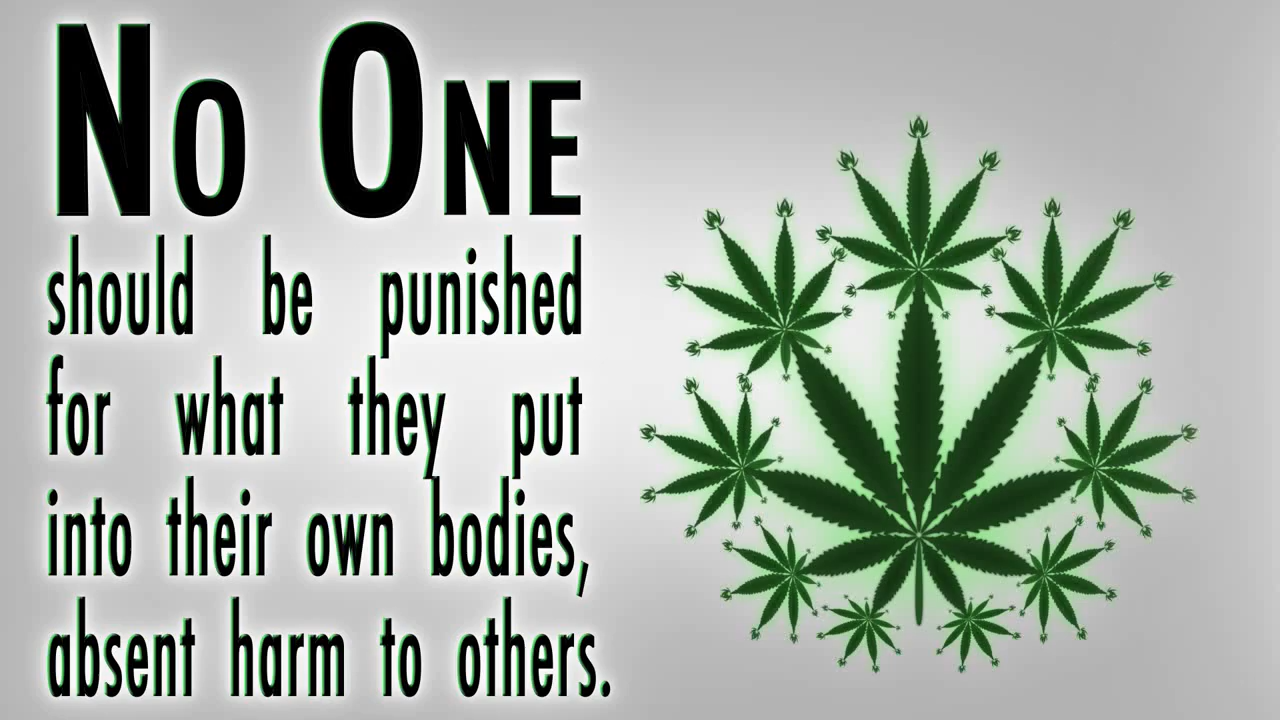 No One
should be punished
for what they put
into their own bodies,
absent harm to others.